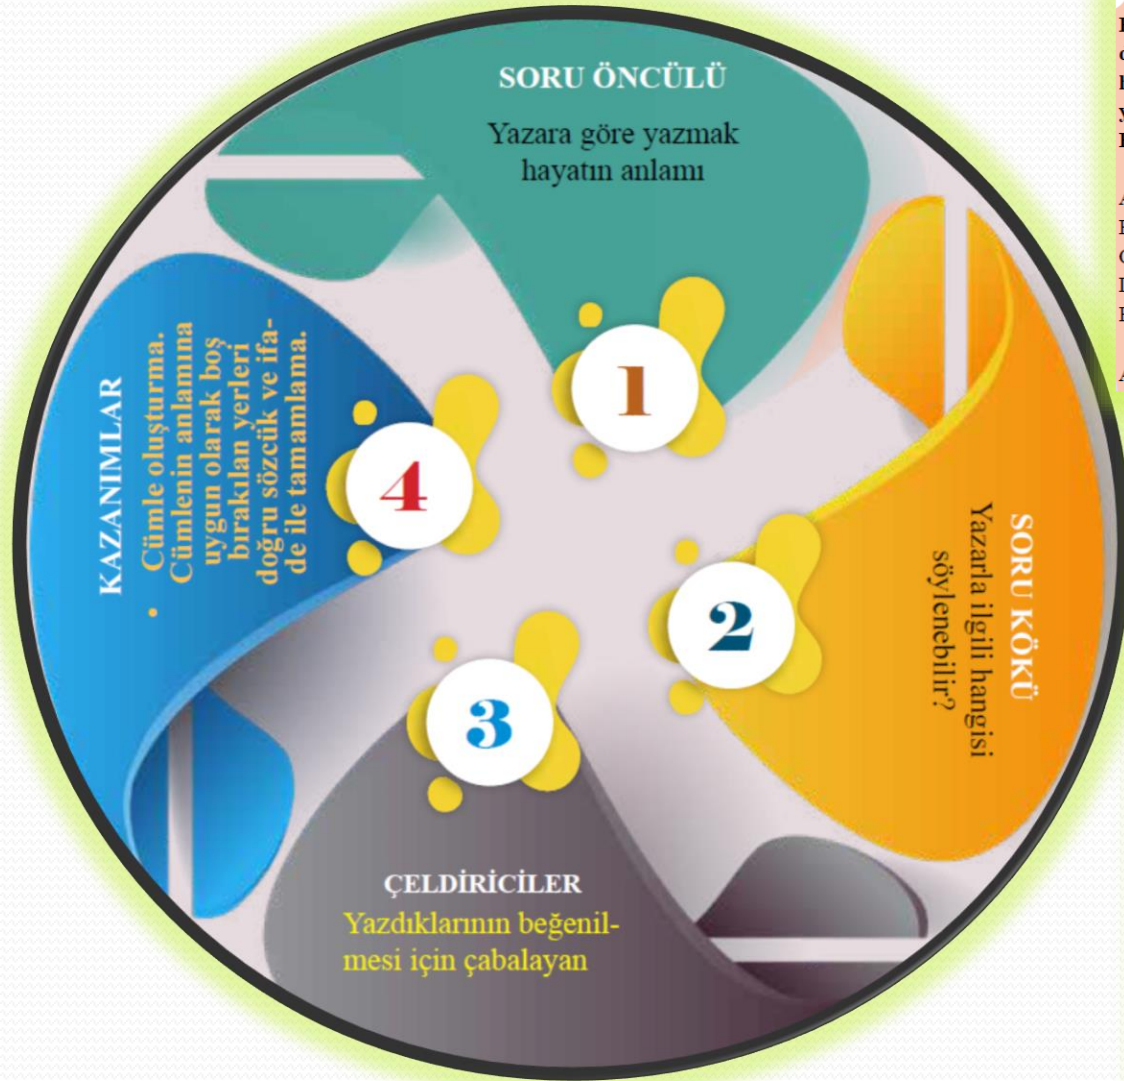 SORU ÖNCÜLÜ
Yazara göre yazmak
hayatın anlamı
1
SORU KÖKÜ
Yazarla ilgili hangisi
söylenebilir?
2
ÇELDİRİCİLER
Yazdıklarının beğenil-
mesi için çabalayan
3
KAZANIMLAR
• Cümle oluşturma.
Cümlenin anlamına
uygun olarak boş
bırakılan yerleri
doğru sözcük ve ifa-
de ile tamamlama.
4